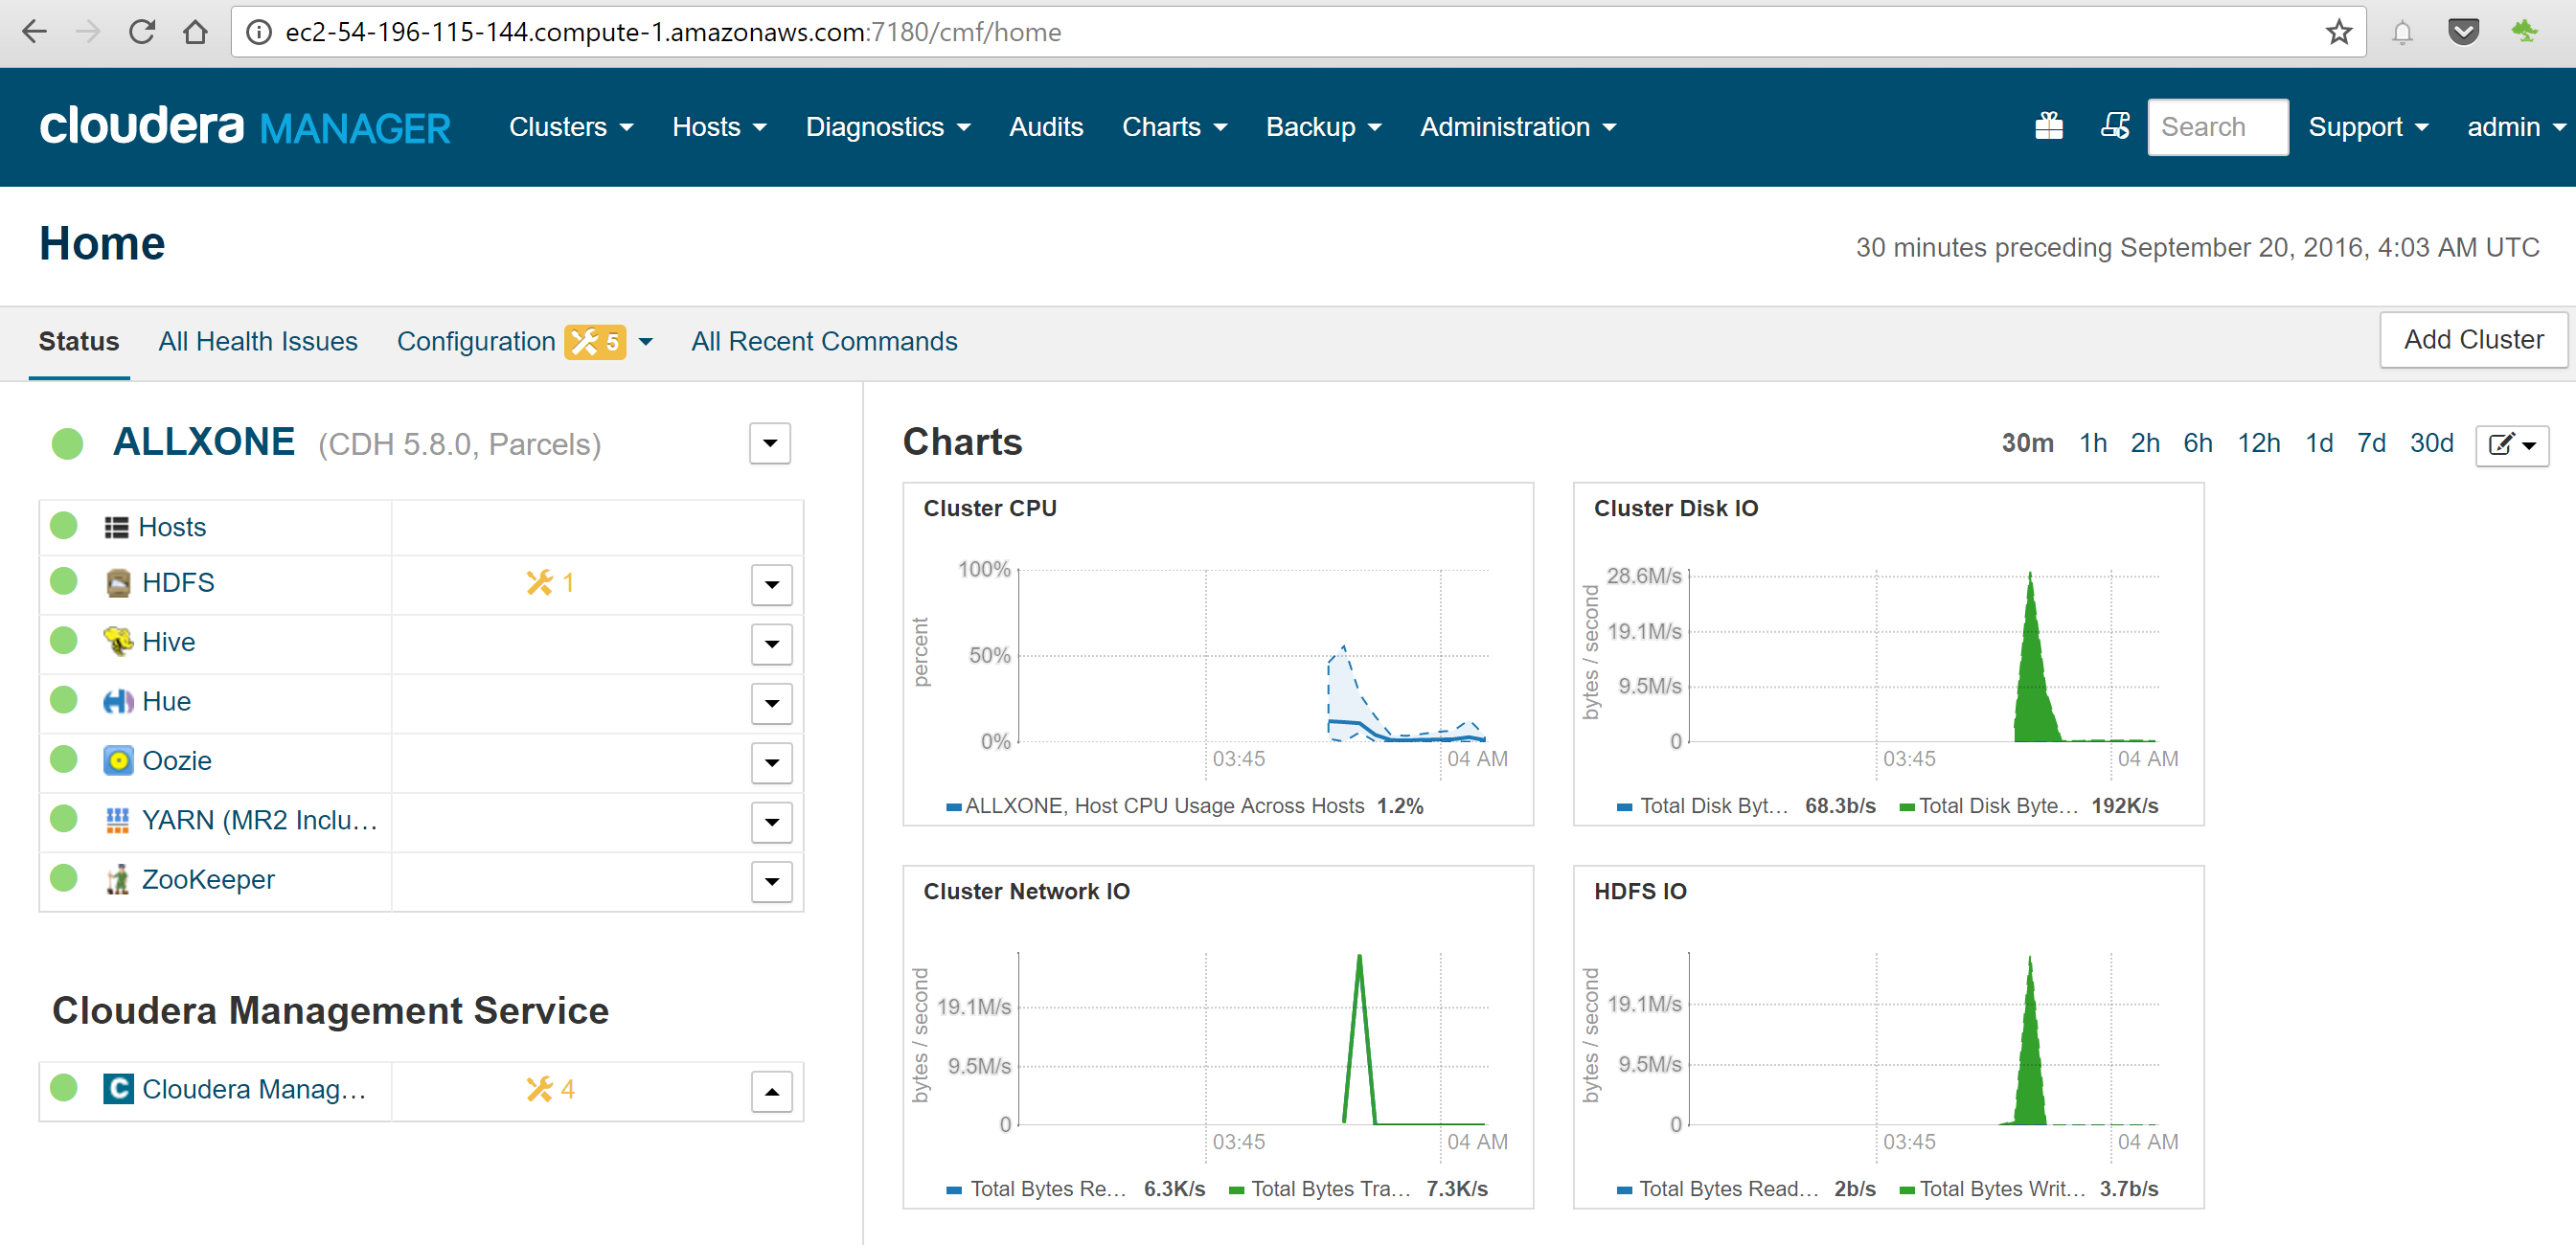 ec2-54-196-115-144.compute-1.amazonaws.com:7180/cmf/home
cloudera MANAGER Clusters Hosts Diagnostics Audits Charts Backup Administration Search Support admin
Home
30 minutes preceding September 20, 2016, 4:03 AM UTC
Status All Health Issues Configuration 5 All Recent Commands Add Cluster
ALLXONE (CDH 5.8.0, Parcels)
Hosts
HDFS 1
Hive
Hue
Oozie
YARN (MR2 Inclu...
ZooKeeper
Cloudera Management Service
C Cloudera Manag... 4
Charts
30m 1h 2h 6h 12h 1d 7d 30d
Cluster CPU
percent
100%
50%
0%
03:45 04 AM
ALLXONE, Host CPU Usage Across Hosts 1.2%
Cluster Disk IO
bytes / second
28.6M/s
19.1M/s
9.5M/s
0
03:45 04 AM
Total Disk Byt... 68.3b/s Total Disk Byte... 192K/s
Cluster Network IO
bytes / second
19.1M/s
9.5M/s
0
03:45 04 AM
Total Bytes Re... 6.3K/s Total Bytes Tra... 7.3K/s
HDFS IO
bytes / second
19.1M/s
9.5M/s
0
03:45 04 AM
Total Bytes Read... 2b/s Total Bytes Writ... 3.7b/s